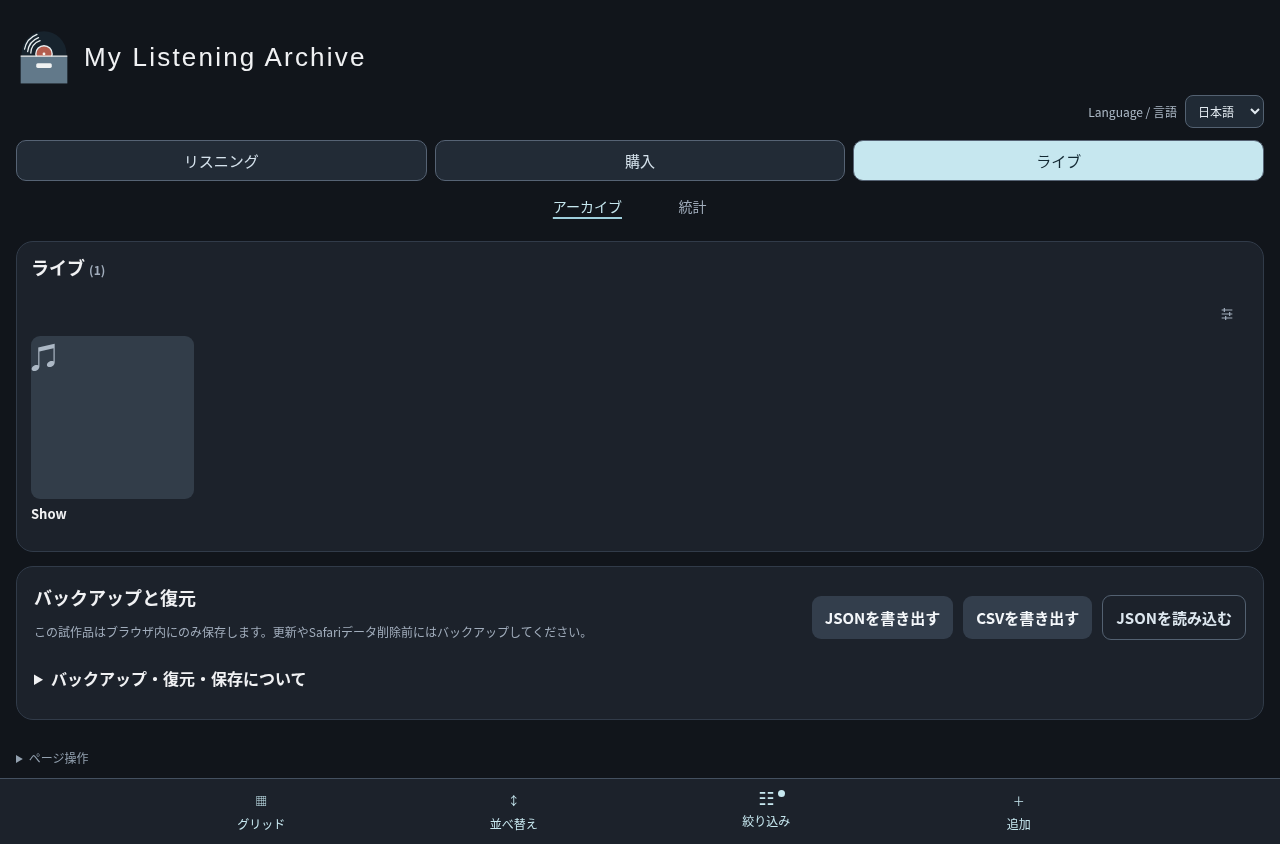 My Listening Archive
Language / 言語
日本語
リスニング
購入
ライブ
アーカイブ
統計
ライブ (1)
Show
バックアップと復元
この試作品はブラウザ内にのみ保存します。更新やSafariデータ削除前にはバックアップしてください。
JSONを書き出す
CSVを書き出す
JSONを読み込む
バックアップ・復元・保存について
ページ操作
グリッド
並べ替え
絞り込み
追加